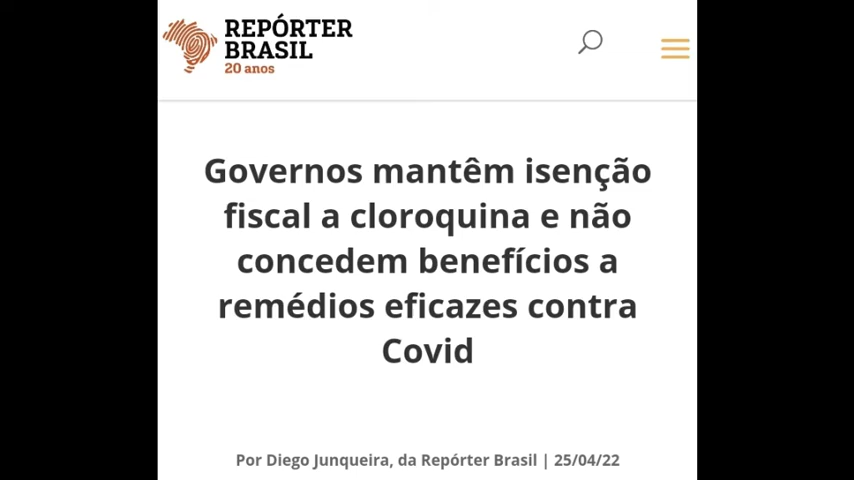 REPÓRTER
BRASIL
20 anos
Governos mantêm isenção
fiscal a cloroquina e não
concedem benefícios a
remédios eficazes contra
Covid
Por Diego Junqueira, da Repórter Brasil | 25/04/22